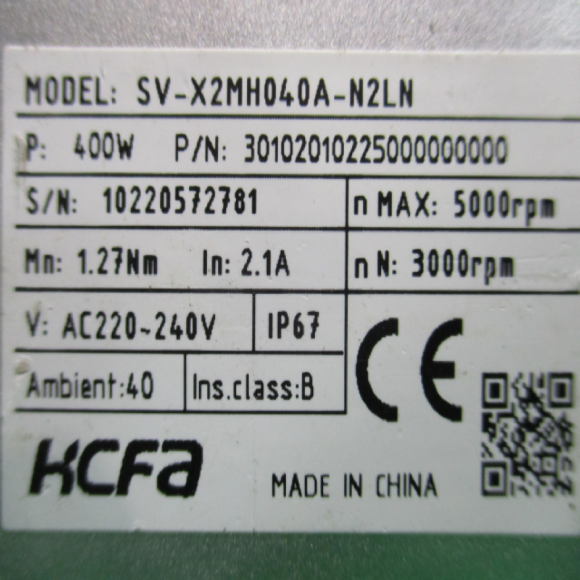 MODEL: SV-X2MH040A-N2LN
P: 400W P/N: 30102010225000000000
S/N: 10220572781 n MAX: 5000rpm
Mn: 1.27Nm In: 2.1A n N: 3000rpm
V: AC220~240V IP67
Ambient:40 Ins.class:B
CE
HCFA
MADE IN CHINA